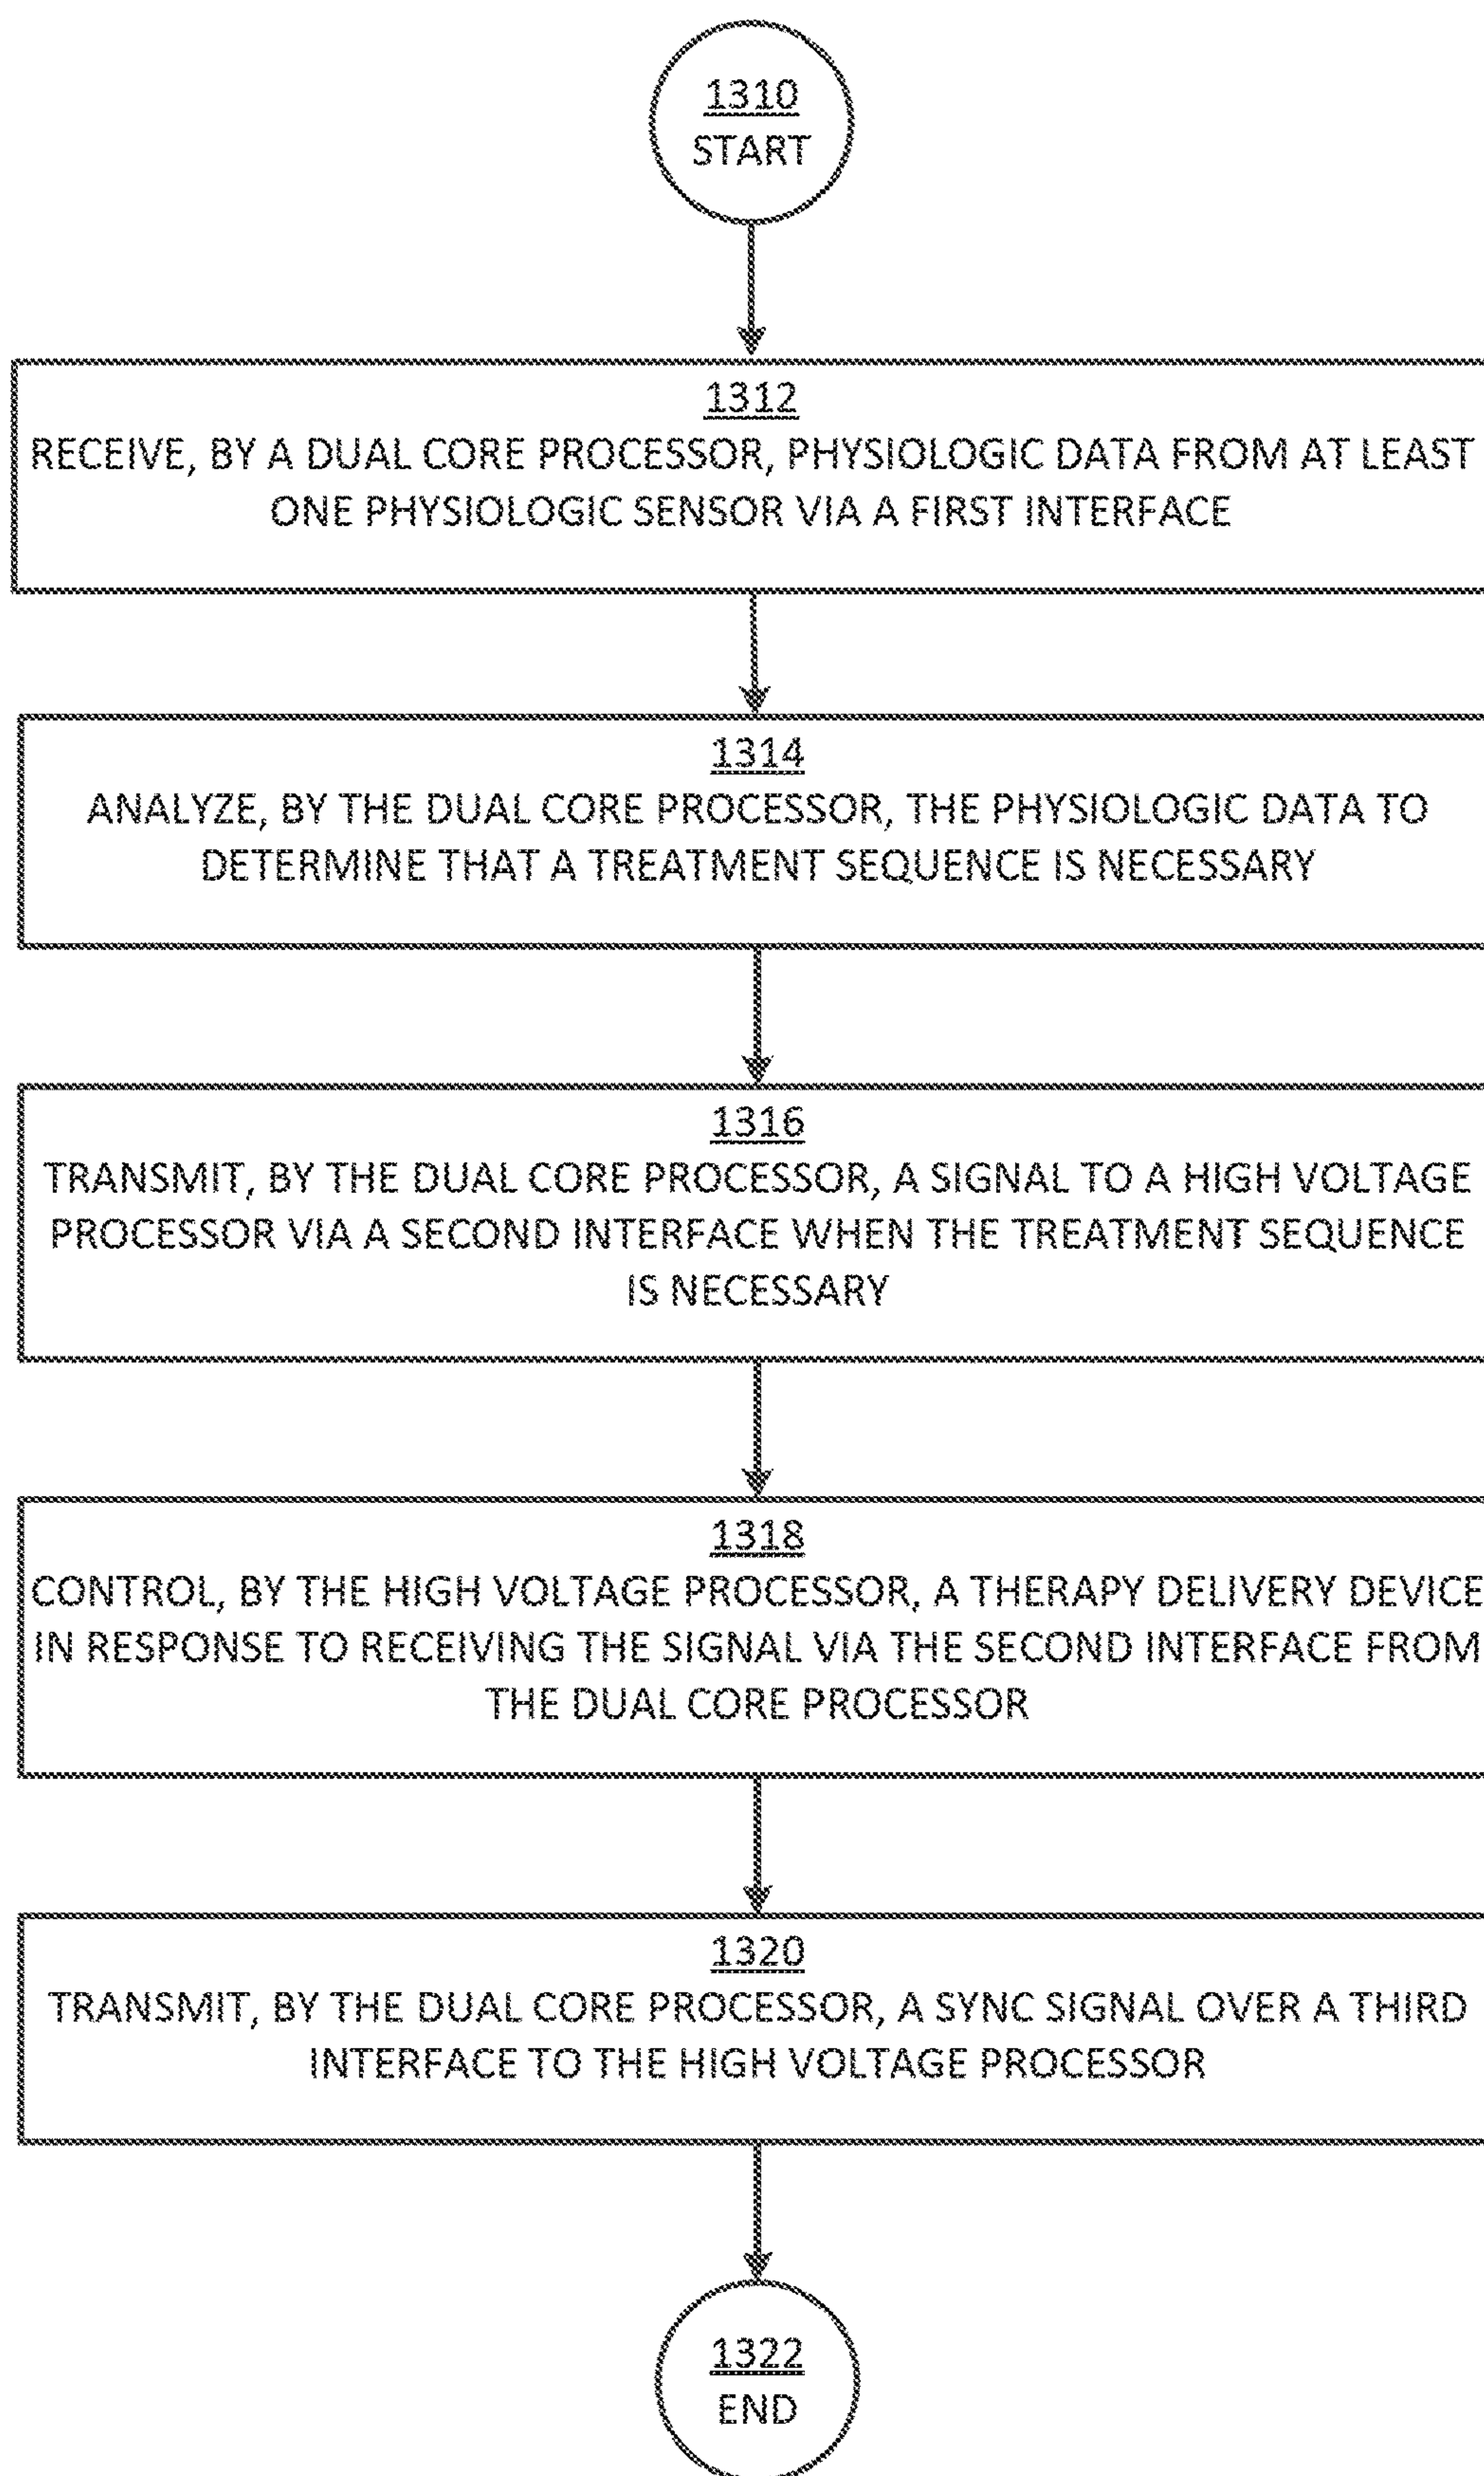 1310
START
1312
RECEIVE, BY A DUAL CORE PROCESSOR, PHYSIOLOGIC DATA FROM AT LEAST
ONE PHYSIOLOGIC SENSOR VIA A FIRST INTERFACE
1314
ANALYZE, BY THE DUAL CORE PROCESSOR, THE PHYSIOLOGIC DATA TO
DETERMINE THAT A TREATMENT SEQUENCE IS NECESSARY
1316
TRANSMIT, BY THE DUAL CORE PROCESSOR, A SIGNAL TO A HIGH VOLTAGE
PROCESSOR VIA A SECOND INTERFACE WHEN THE TREATMENT SEQUENCE
IS NECESSARY
1318
CONTROL, BY THE HIGH VOLTAGE PROCESSOR, A THERAPY DELIVERY DEVICE
IN RESPONSE TO RECEIVING THE SIGNAL VIA THE SECOND INTERFACE FROM
THE DUAL CORE PROCESSOR
1320
TRANSMIT, BY THE DUAL CORE PROCESSOR, A SYNC SIGNAL OVER A THIRD
INTERFACE TO THE HIGH VOLTAGE PROCESSOR
1322
END